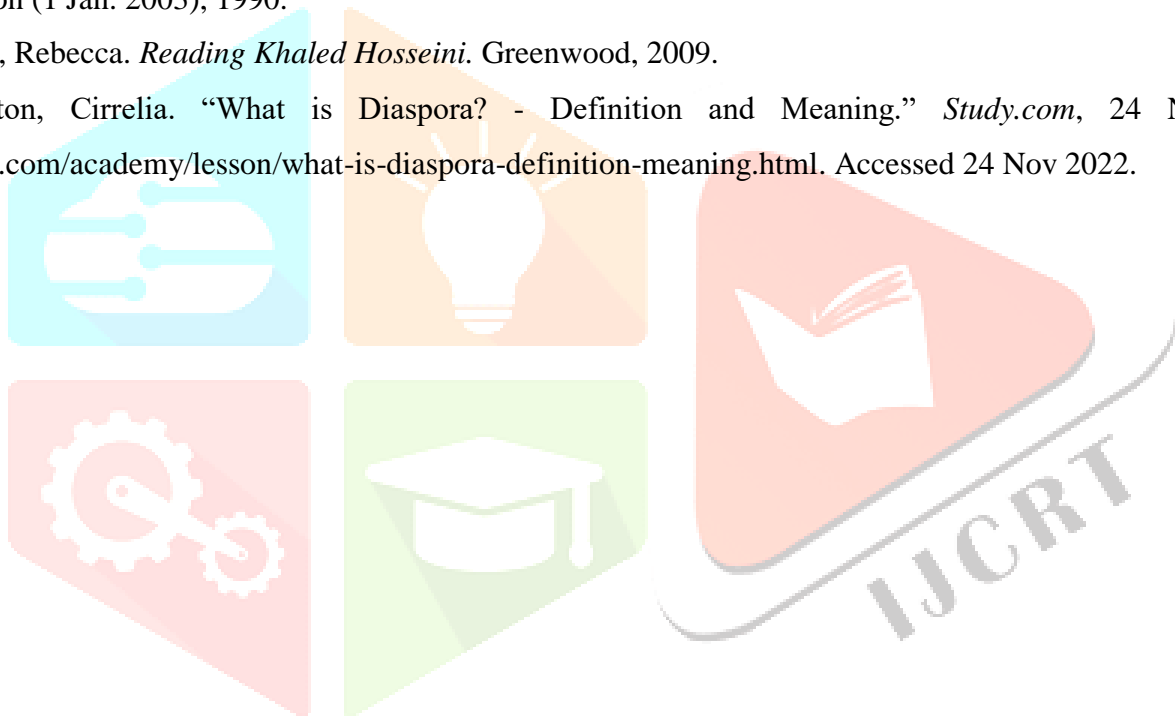 on (1 Jan. 2003), 1990.
, Rebecca. Reading Khaled Hosseini. Greenwood, 2009.
ton, Cirrelia. “What is Diaspora? - Definition and Meaning.” Study.com, 24 N
.com/academy/lesson/what-is-diaspora-definition-meaning.html. Accessed 24 Nov 2022.
IJCRT